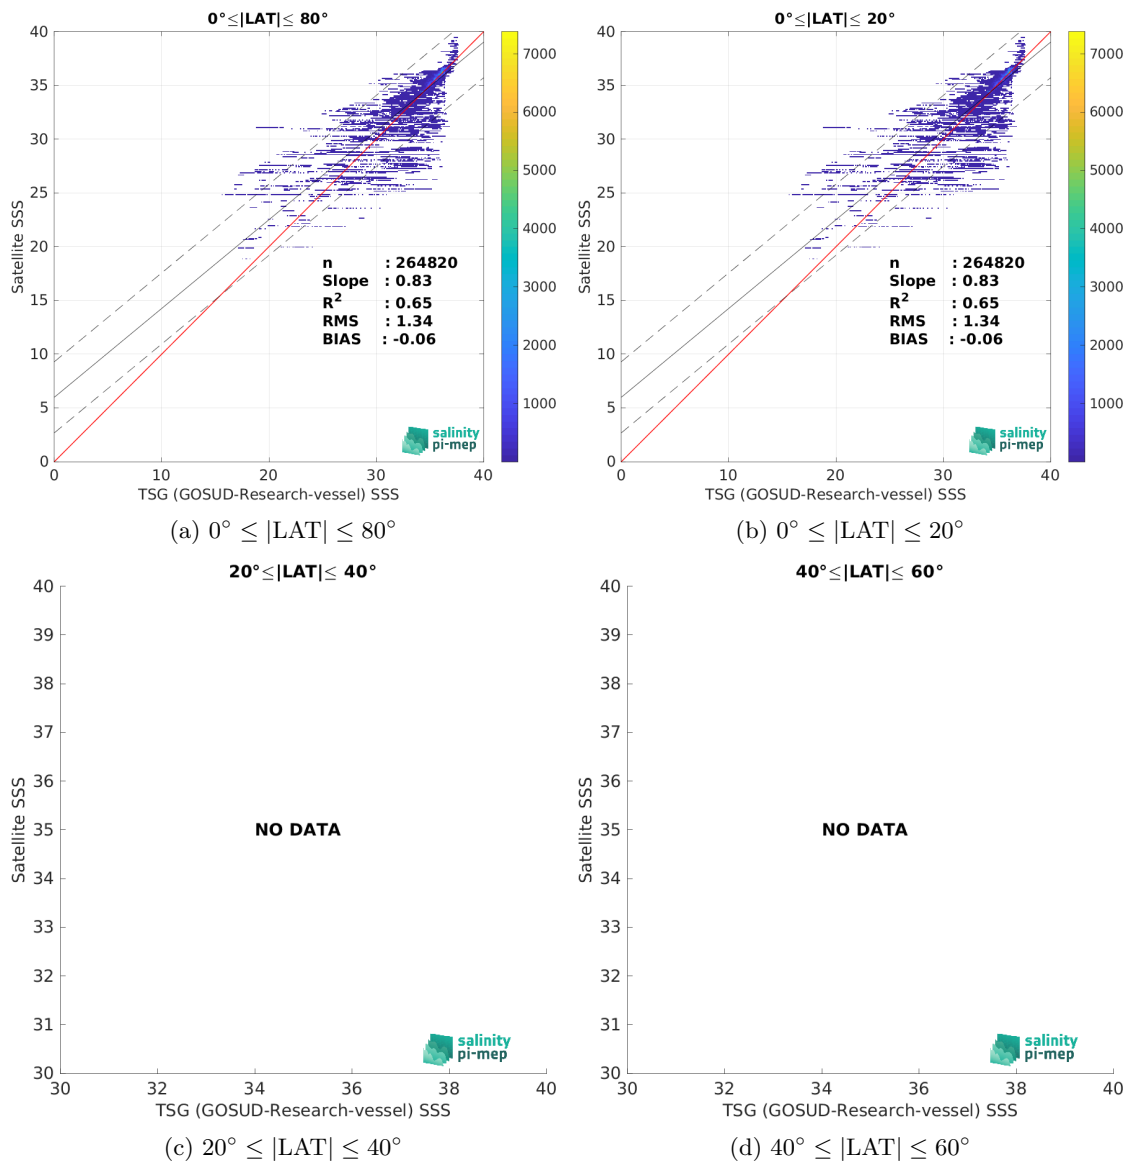 0°≤|LAT|≤ 80°
40
35
30
25
20
15
10
5
0
Satellite SSS
n : 264820
Slope : 0.83
R² : 0.65
RMS : 1.34
BIAS : -0.06
salinity
pi-mep
0 10 20 30 40
TSG (GOSUD-Research-vessel) SSS
7000
6000
5000
4000
3000
2000
1000
(a) 0° ≤ |LAT| ≤ 80°
0°≤|LAT|≤ 20°
40
35
30
25
20
15
10
5
0
Satellite SSS
n : 264820
Slope : 0.83
R² : 0.65
RMS : 1.34
BIAS : -0.06
salinity
pi-mep
0 10 20 30 40
TSG (GOSUD-Research-vessel) SSS
7000
6000
5000
4000
3000
2000
1000
(b) 0° ≤ |LAT| ≤ 20°
20°≤|LAT|≤ 40°
40
39
38
37
36
35
34
33
32
31
30
Satellite SSS
NO DATA
salinity
pi-mep
30 32 34 36 38 40
TSG (GOSUD-Research-vessel) SSS
(c) 20° ≤ |LAT| ≤ 40°
40°≤|LAT|≤ 60°
40
39
38
37
36
35
34
33
32
31
30
Satellite SSS
NO DATA
salinity
pi-mep
30 32 34 36 38 40
TSG (GOSUD-Research-vessel) SSS
(d) 40° ≤ |LAT| ≤ 60°